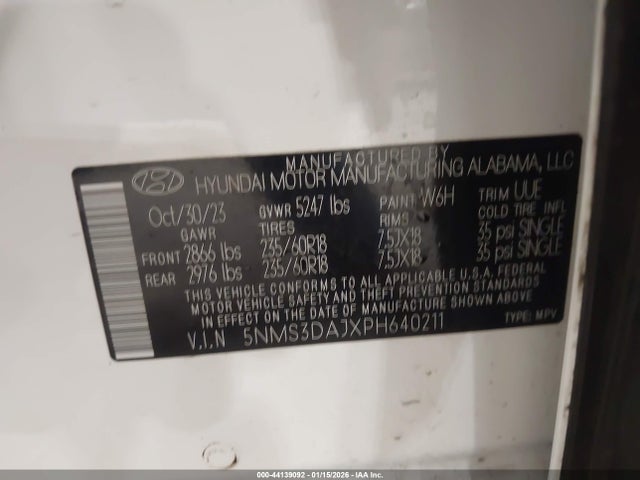 MANUFACTURED BY
HYUNDAI MOTOR MANUFACTURING ALABAMA, LLC
Oct/30/23 GVWR 5247 lbs PAINT W6H TRIM UUE
GAWR TIRES RIMS COLD TIRE INFL
FRONT 2866 lbs 235/60R18 7.5JX18 35 psi SINGLE
REAR 2976 lbs 235/60R18 7.5JX18 35 psi SINGLE
THIS VEHICLE CONFORMS TO ALL APPLICABLE U.S.A. FEDERAL
MOTOR VEHICLE SAFETY, BUMPER, AND THEFT PREVENTION STANDARDS
IN EFFECT ON THE DATE OF MANUFACTURE SHOWN ABOVE.
V.I.N 5NMS3DAJXPH640211 TYPE: MPV
000-44139092 - 01/15/2026 - IAA Inc.